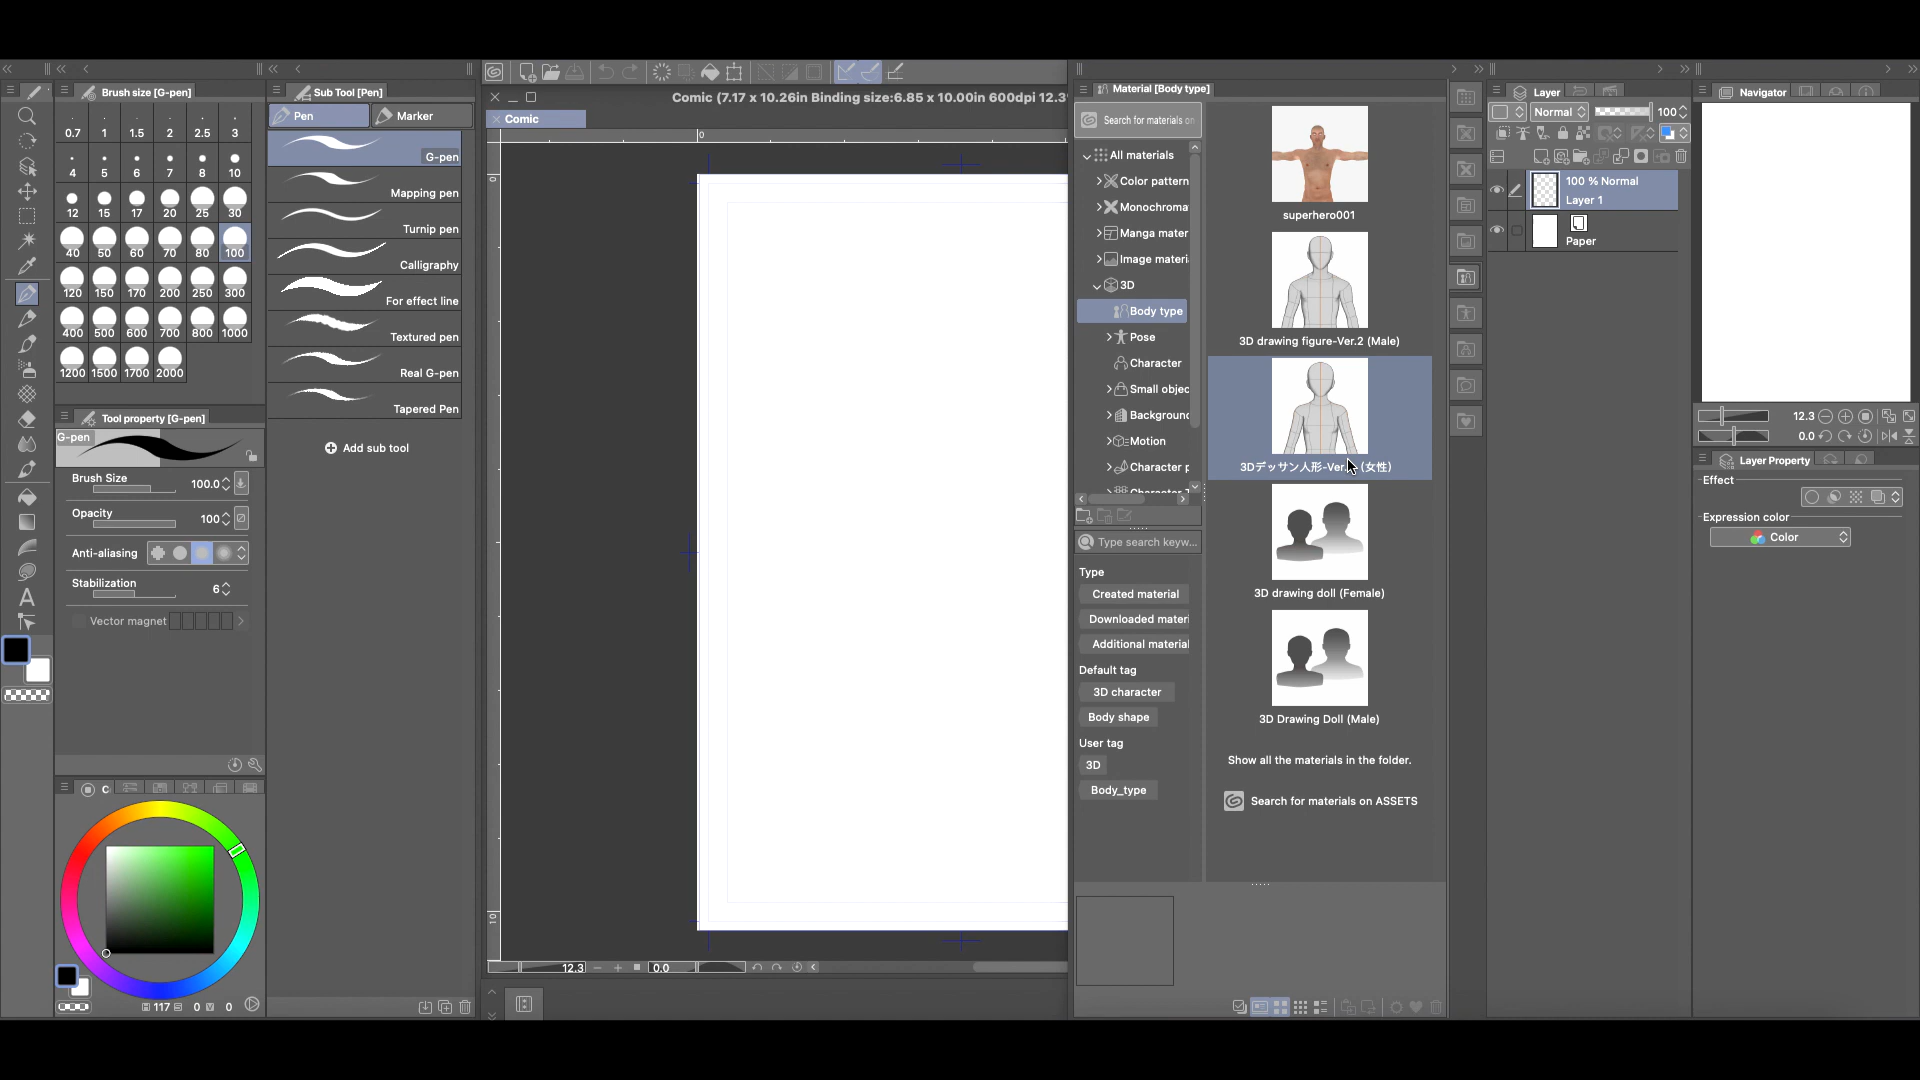 Brush size [G-pen]
0.7 1 1.5 2 2.5 3
4 5 6 7 8 10
12 15 17 20 25 30
40 50 60 70 80 100
120 150 170 200 250 300
400 500 600 700 800 1000
1200 1500 1700 2000
Tool property [G-pen]
G-pen
Brush Size 100.0
Opacity 100
Anti-aliasing
Stabilization 6
Vector magnet
C
117 0 0
Sub Tool [Pen]
Pen
Marker
G-pen
Mapping pen
Turnip pen
Calligraphy
For effect line
Textured pen
Real G-pen
Tapered Pen
Add sub tool
Comic (7.17 x 10.26in Binding size:6.85 x 10.00in 600dpi 12.3
Comic
0
0
10
12.3
0.0
Material [Body type]
Search for materials on
All materials
Color pattern
Monochroma
Manga mater
Image materi
3D
Body type
Pose
Character
Small objec
Background
Motion
Character p
Type search keyw...
Type
Created material
Downloaded materi
Additional material
Default tag
3D character
Body shape
User tag
3D
Body_type
superhero001
3D drawing figure-Ver.2 (Male)
3Dデッサン人形-Ver. (女性)
3D drawing doll (Female)
3D Drawing Doll (Male)
Show all the materials in the folder.
Search for materials on ASSETS
Layer
Normal 100
100 % Normal
Layer 1
Paper
Navigator
12.3
0.0
Layer Property
Effect
Expression color
Color